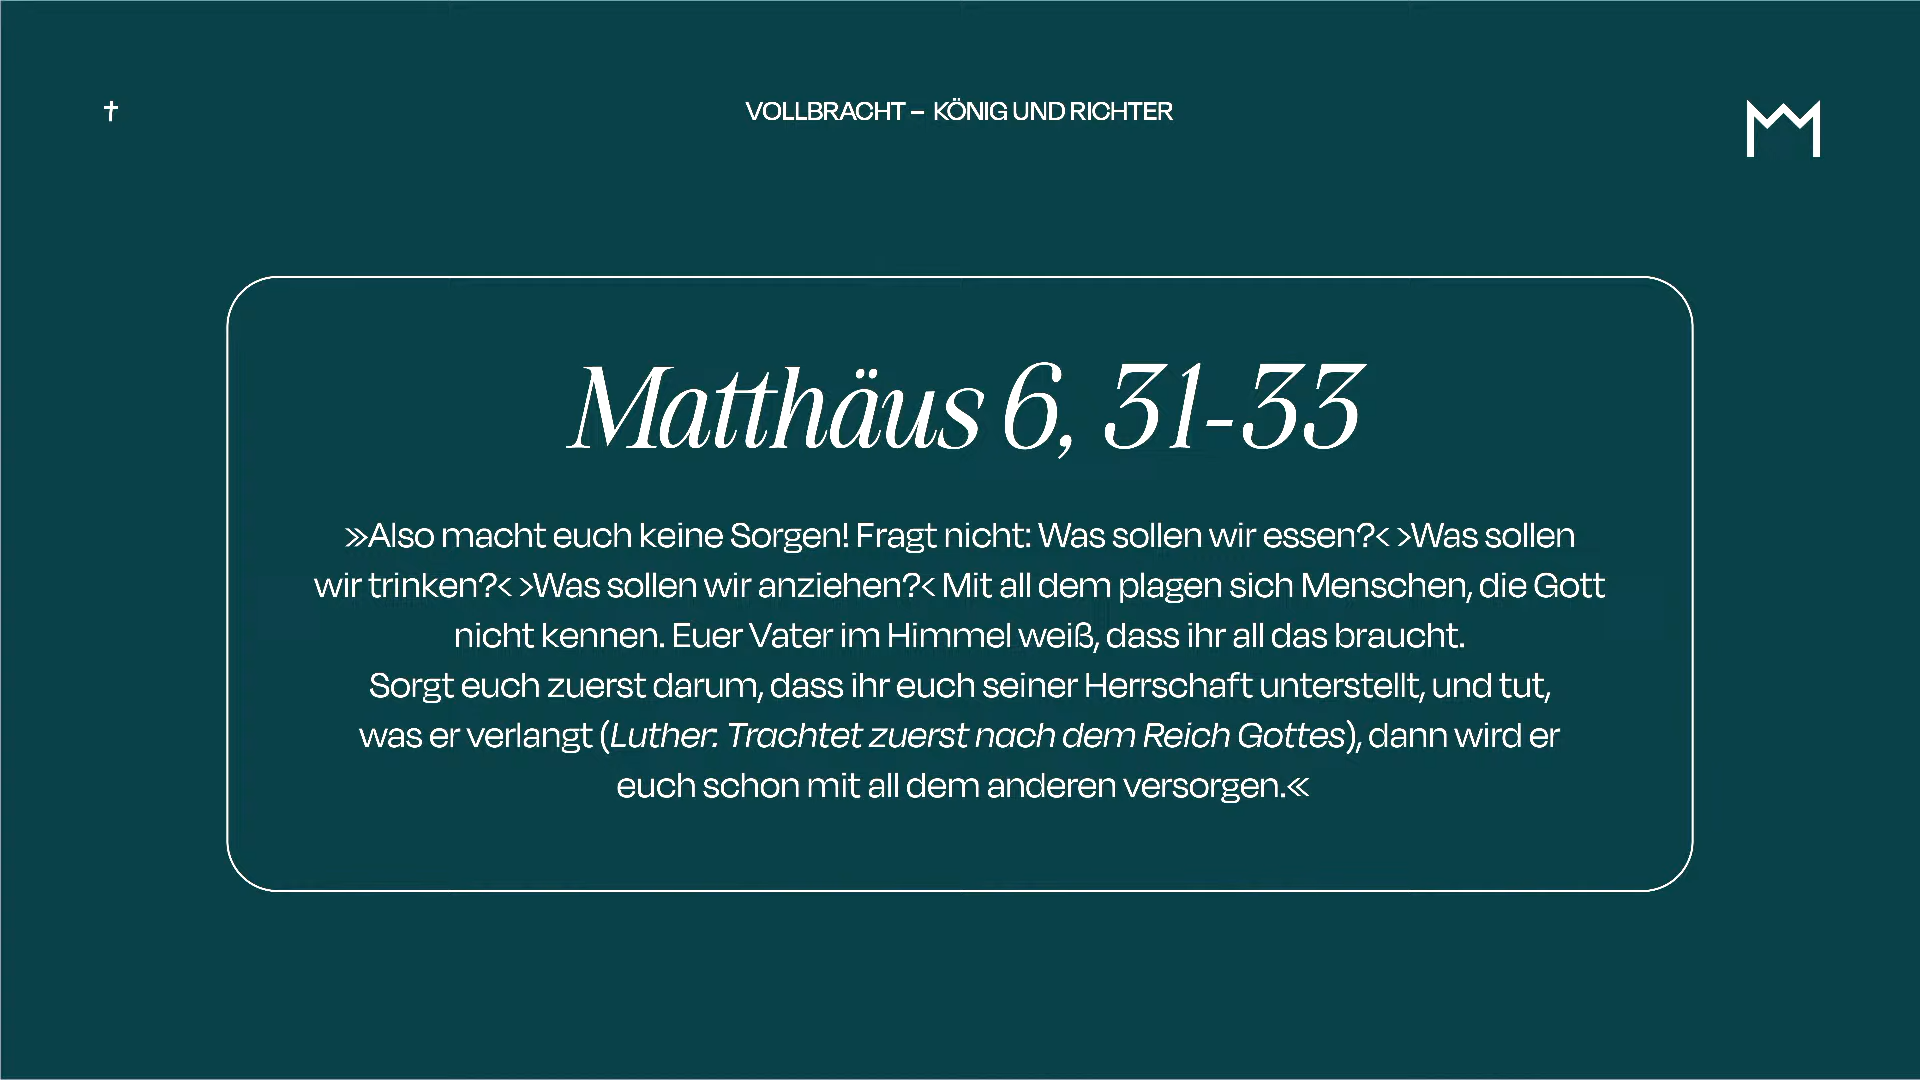 ✝
VOLLBRACHT – KÖNIG UND RICHTER
Matthäus 6, 31-33
»Also macht euch keine Sorgen! Fragt nicht: Was sollen wir essen?< >Was sollen
wir trinken?< >Was sollen wir anziehen?< Mit all dem plagen sich Menschen, die Gott
nicht kennen. Euer Vater im Himmel weiß, dass ihr all das braucht.
Sorgt euch zuerst darum, dass ihr euch seiner Herrschaft unterstellt, und tut,
was er verlangt (Luther: Trachtet zuerst nach dem Reich Gottes), dann wird er
euch schon mit all dem anderen versorgen.«